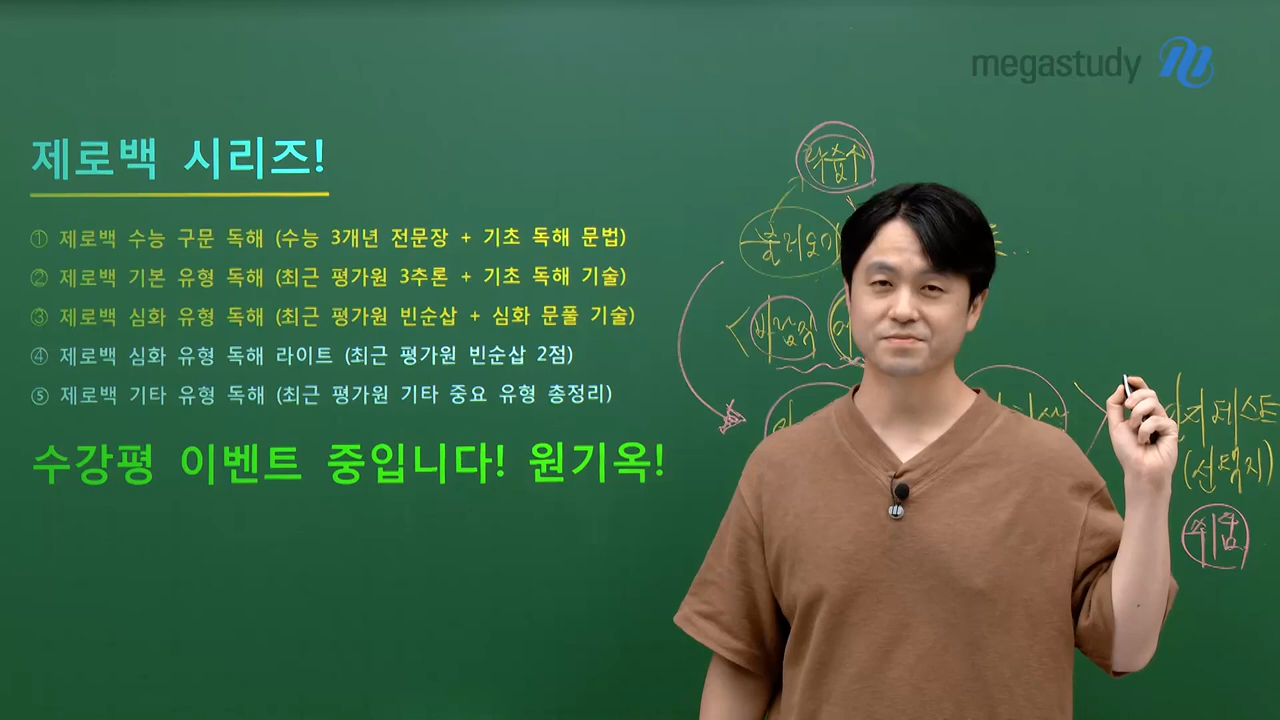 megastudy
제로백 시리즈!
① 제로백 수능 구문 독해 (수능 3개년 전문장 + 기초 독해 문법)
② 제로백 기본 유형 독해 (최근 평가원 3추론 + 기초 독해 기술)
③ 제로백 심화 유형 독해 (최근 평가원 빈순삽 + 심화 문풀 기술)
④ 제로백 심화 유형 독해 라이트 (최근 평가원 빈순삽 2점)
⑤ 제로백 기타 유형 독해 (최근 평가원 기타 중요 유형 총정리)
수강평 이벤트 중입니다! 원기옥!
(선택지)